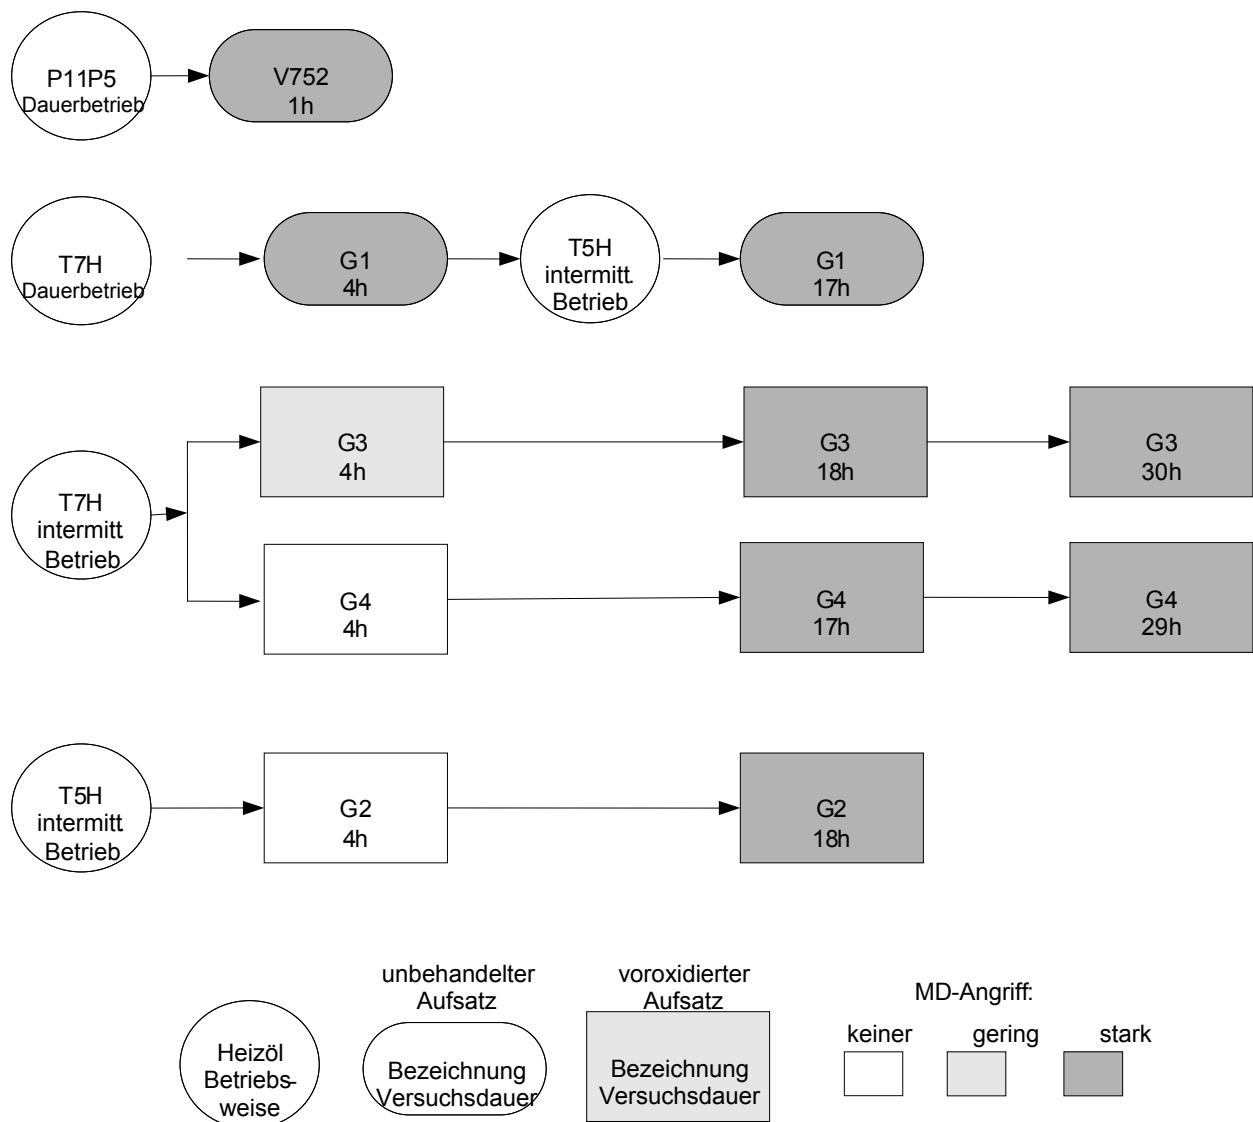 P11P5
Dauerbetrieb
V752
1h
T7H
Dauerbetrieb
G1
4h
T5H
intermitt.
Betrieb
G1
17h
T7H
intermitt.
Betrieb
G3
4h
G3
18h
G3
30h
G4
4h
G4
17h
G4
29h
T5H
intermitt.
Betrieb
G2
4h
G2
18h
Heizöl
Betriebs-
weise
unbehandelter
Aufsatz
Bezeichnung
Versuchsdauer
voroxidierter
Aufsatz
Bezeichnung
Versuchsdauer
MD-Angriff:
keiner gering stark